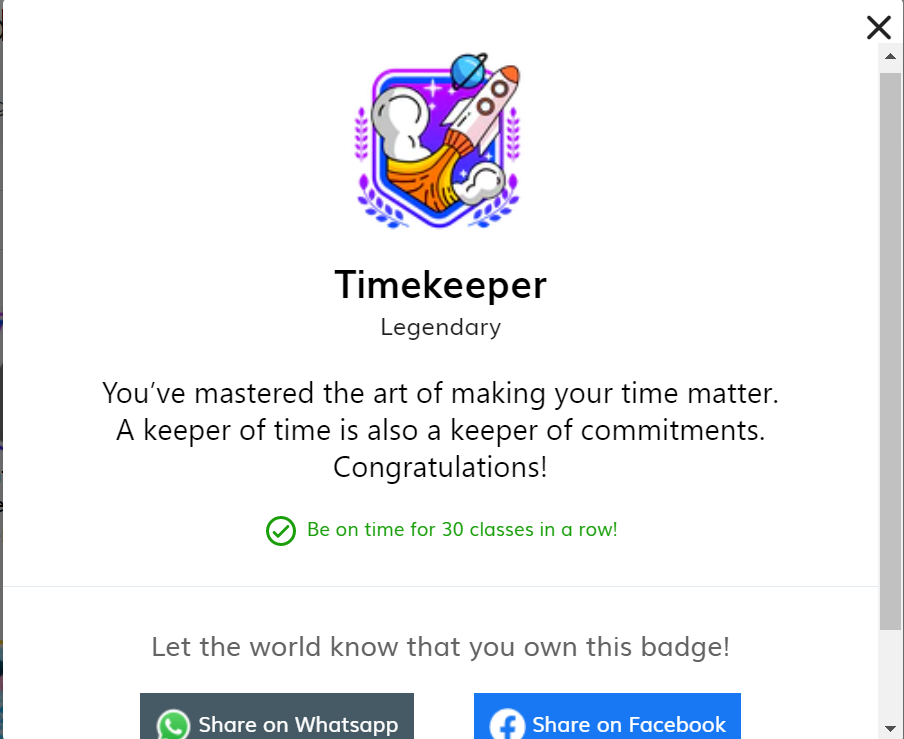 Timekeeper
Legendary
You’ve mastered the art of making your time matter.
A keeper of time is also a keeper of commitments.
Congratulations!
Be on time for 30 classes in a row!
Let the world know that you own this badge!
Share on Whatsapp
Share on Facebook